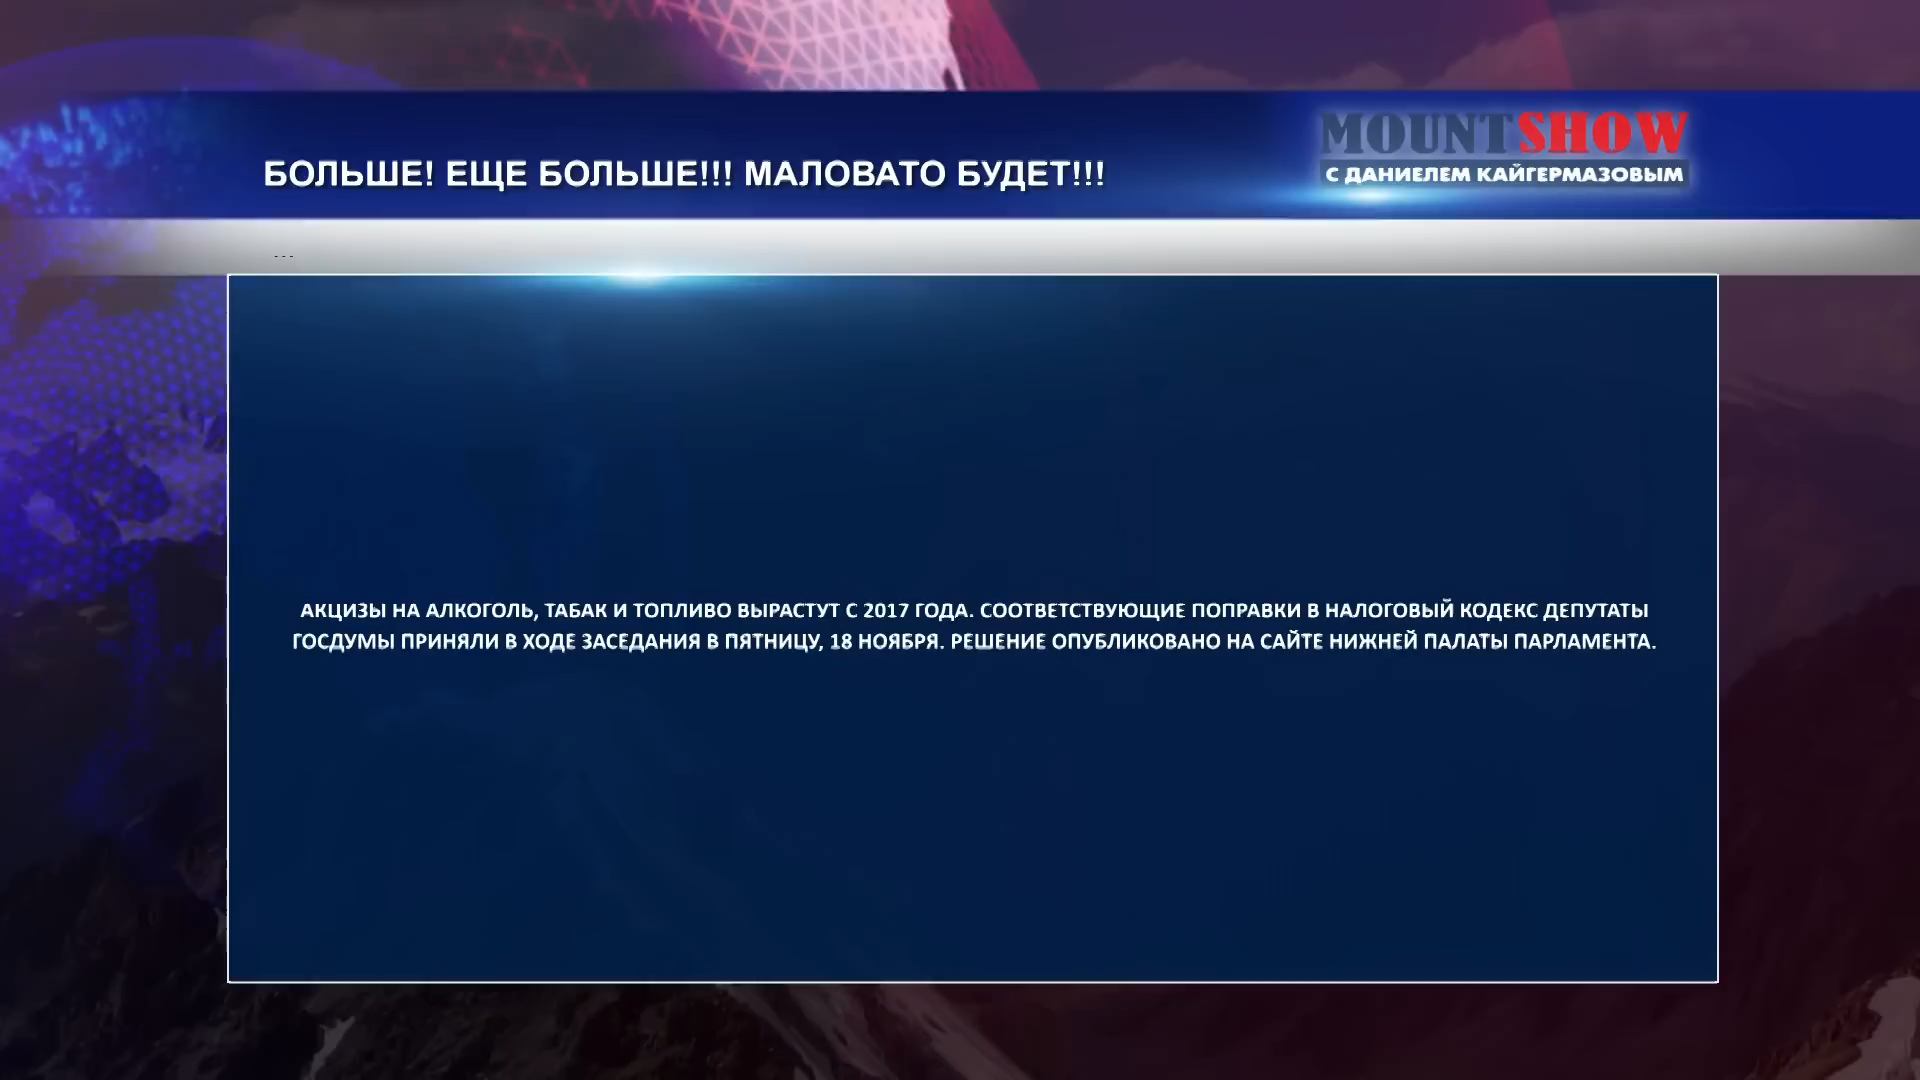 БОЛЬШЕ! ЕЩЕ БОЛЬШЕ!!! МАЛОВАТО БУДЕТ!!!
MOUNTSHOW
С ДАНИЕЛЕМ КАЙГЕРМАЗОВЫМ
...
АКЦИЗЫ НА АЛКОГОЛЬ, ТАБАК И ТОПЛИВО ВЫРАСТУТ С 2017 ГОДА. СООТВЕТСТВУЮЩИЕ ПОПРАВКИ В НАЛОГОВЫЙ КОДЕКС ДЕПУТАТЫ
ГОСДУМЫ ПРИНЯЛИ В ХОДЕ ЗАСЕДАНИЯ В ПЯТНИЦУ, 18 НОЯБРЯ. РЕШЕНИЕ ОПУБЛИКОВАНО НА САЙТЕ НИЖНЕЙ ПАЛАТЫ ПАРЛАМЕНТА.